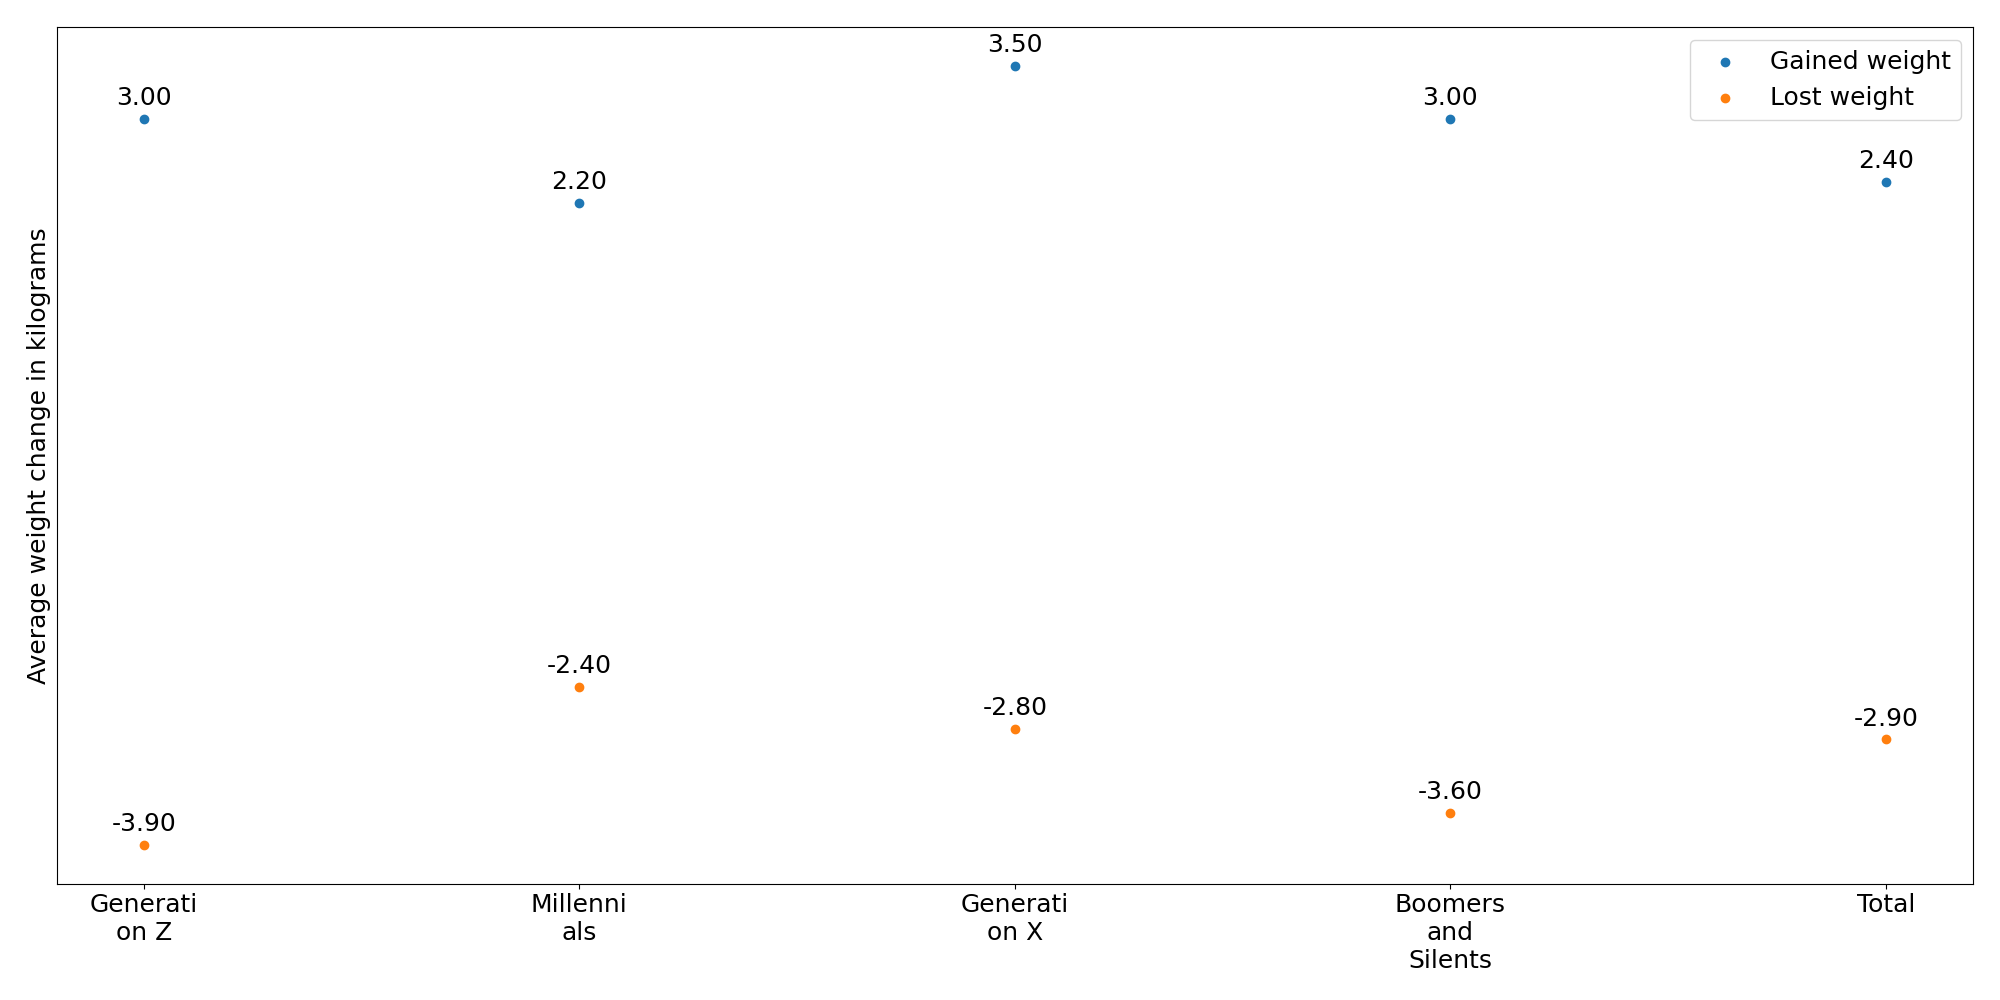 Average weight change in kilograms
Gained weight
Lost weight
3.00
2.20
3.50
3.00
2.40
-3.90
-2.40
-2.80
-3.60
-2.90
Generati
on Z
Millenni
als
Generati
on X
Boomers
and
Silents
Total